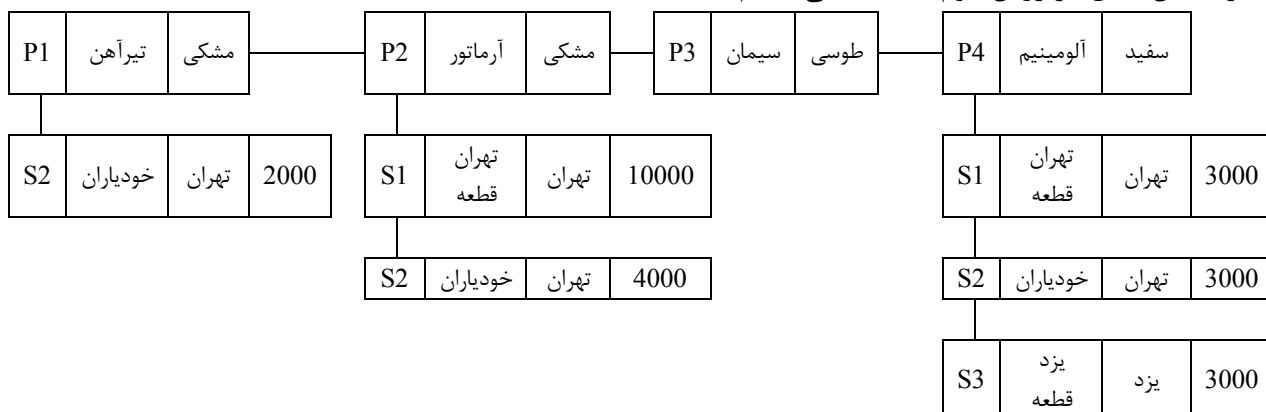 P1 تیرآهن مشکی P2 آرماتور مشکی P3 سیمان طوسی P4 آلومینیم سفید
S2 خودیاران تهران 2000 S1 تهران قطعه تهران 10000 S1 تهران قطعه تهران 3000
S2 خودیاران تهران 4000 S2 خودیاران تهران 3000
S3 یزد قطعه یزد 3000